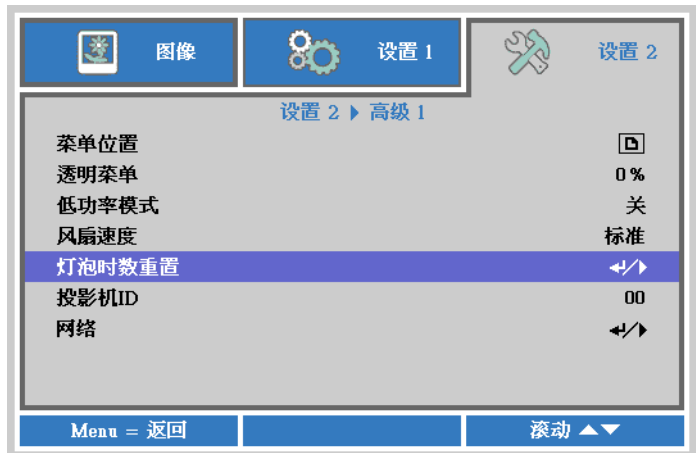 图像 设置 1 设置 2
设置 2 高级 1
菜单位置
透明菜单 0 %
低功率模式 关
风扇速度 标准
灯泡时数重置
投影机ID 00
网络
Menu = 返回 滚动